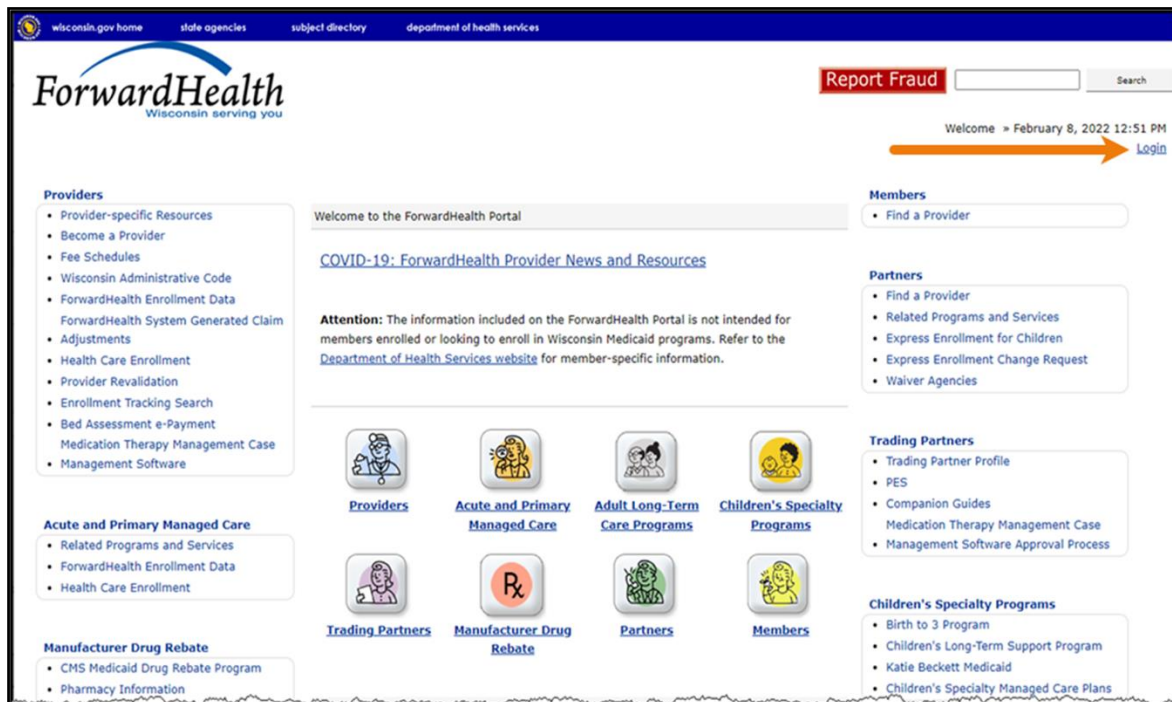 wisconsin.gov home state agencies subject directory department of health services
ForwardHealth
Wisconsin serving you
Report Fraud
Search
Welcome » February 8, 2022 12:51 PM
Login
Providers
• Provider-specific Resources
• Become a Provider
• Fee Schedules
• Wisconsin Administrative Code
• ForwardHealth Enrollment Data
ForwardHealth System Generated Claim
• Adjustments
• Health Care Enrollment
• Provider Revalidation
• Enrollment Tracking Search
• Bed Assessment e-Payment
Medication Therapy Management Case
• Management Software
Acute and Primary Managed Care
• Related Programs and Services
• ForwardHealth Enrollment Data
• Health Care Enrollment
Manufacturer Drug Rebate
• CMS Medicaid Drug Rebate Program
• Pharmacy Information
Welcome to the ForwardHealth Portal
COVID-19: ForwardHealth Provider News and Resources
Attention: The information included on the ForwardHealth Portal is not intended for
members enrolled or looking to enroll in Wisconsin Medicaid programs. Refer to the
Department of Health Services website for member-specific information.
Providers
Acute and Primary
Managed Care
Adult Long-Term
Care Programs
Children's Specialty
Programs
Rx
Trading Partners
Manufacturer Drug
Rebate
Partners
Members
Members
• Find a Provider
Partners
• Find a Provider
• Related Programs and Services
• Express Enrollment for Children
• Express Enrollment Change Request
• Waiver Agencies
Trading Partners
• Trading Partner Profile
• PES
• Companion Guides
Medication Therapy Management Case
• Management Software Approval Process
Children's Specialty Programs
• Birth to 3 Program
• Children's Long-Term Support Program
• Katie Beckett Medicaid
• Children's Specialty Managed Care Plans